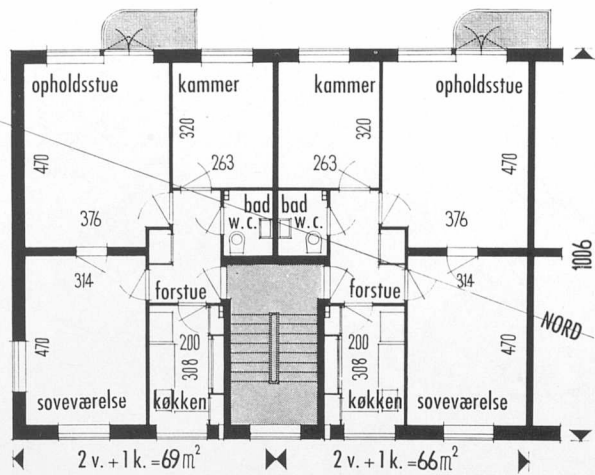 opholdsstue kammer kammer opholdsstue
320 320
470 263 263 470
376 bad bad 376
w.c. w.c.
1006
314 forstue forstue 314
NORD
470 200 200 470
308 308
soveværelse køkken køkken soveværelse
2 v. + 1 k. = 69 m² 2 v. + 1 k. = 66 m²